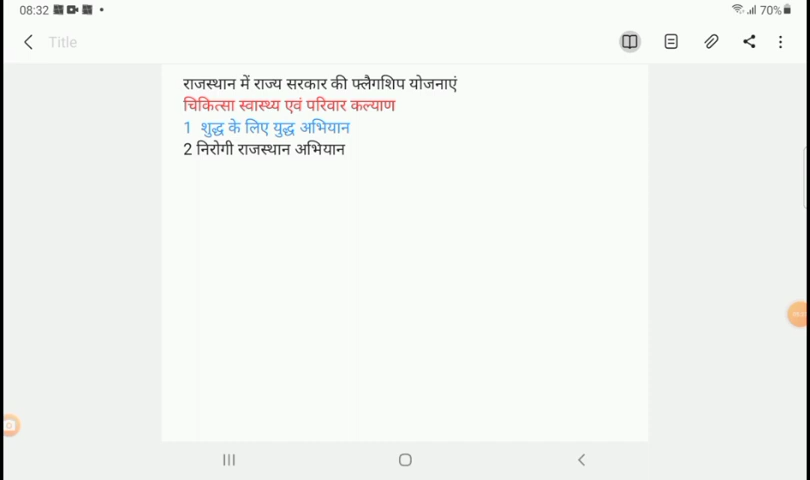 08:32
70%
Title
राजस्थान में राज्य सरकार की फ्लैगशिप योजनाएं
चिकित्सा स्वास्थ्य एवं परिवार कल्याण
1 शुद्ध के लिए युद्ध अभियान
2 निरोगी राजस्थान अभियान